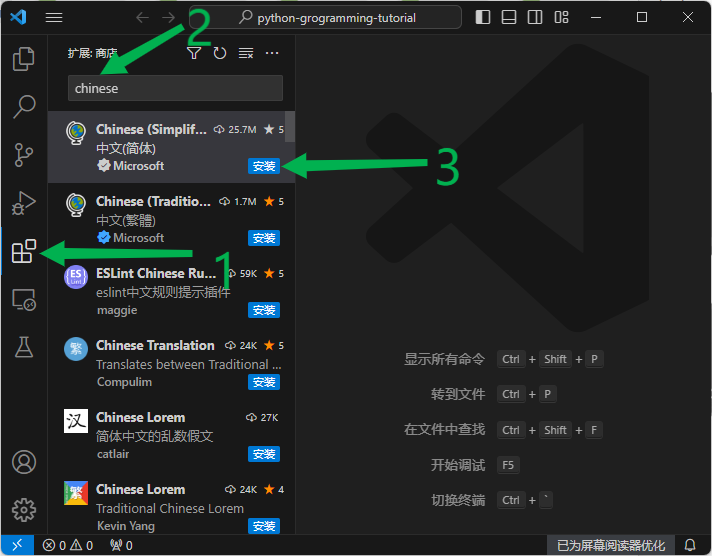 python-grogramming-tutorial
扩展: 商店
2
chinese
Chinese (Simplif... 25.7M 5
中文(简体)
Microsoft 安装
3
Chinese (Traditio... 1.7M 5
中文(繁體)
Microsoft 安装
1
ES Lint
ESLint Chinese Ru... 59K 5
eslint中文规则提示插件
maggie 安装
繁
Chinese Translation 24K 5
Translates between Traditional ...
Compulim 安装
汉
Chinese Lorem 27K
简体中文的乱数假文
catlair 安装
繁
Chinese Lorem 24K 4
Traditional Chinese Lorem
Kevin Yang 安装
显示所有命令 Ctrl + Shift + P
转到文件 Ctrl + P
在文件中查找 Ctrl + Shift + F
开始调试 F5
切换终端 Ctrl + `
0 0 0 已为屏幕阅读器优化